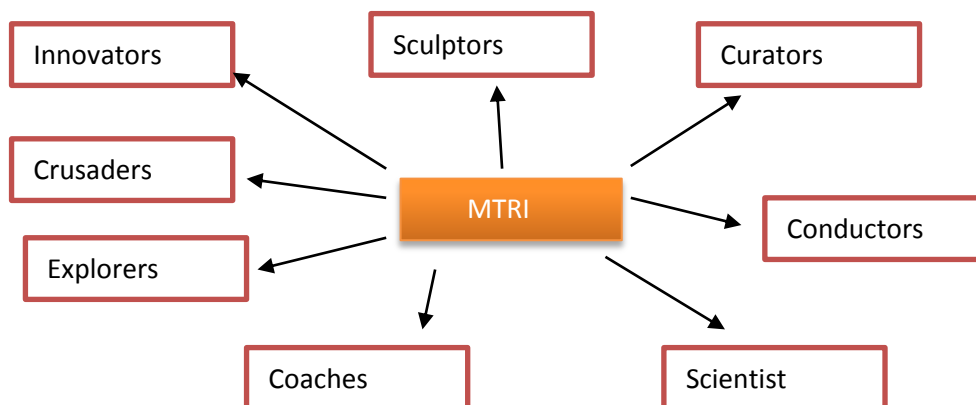 Innovators
Sculptors
Curators
Crusaders
MTRI
Conductors
Explorers
Coaches
Scientist